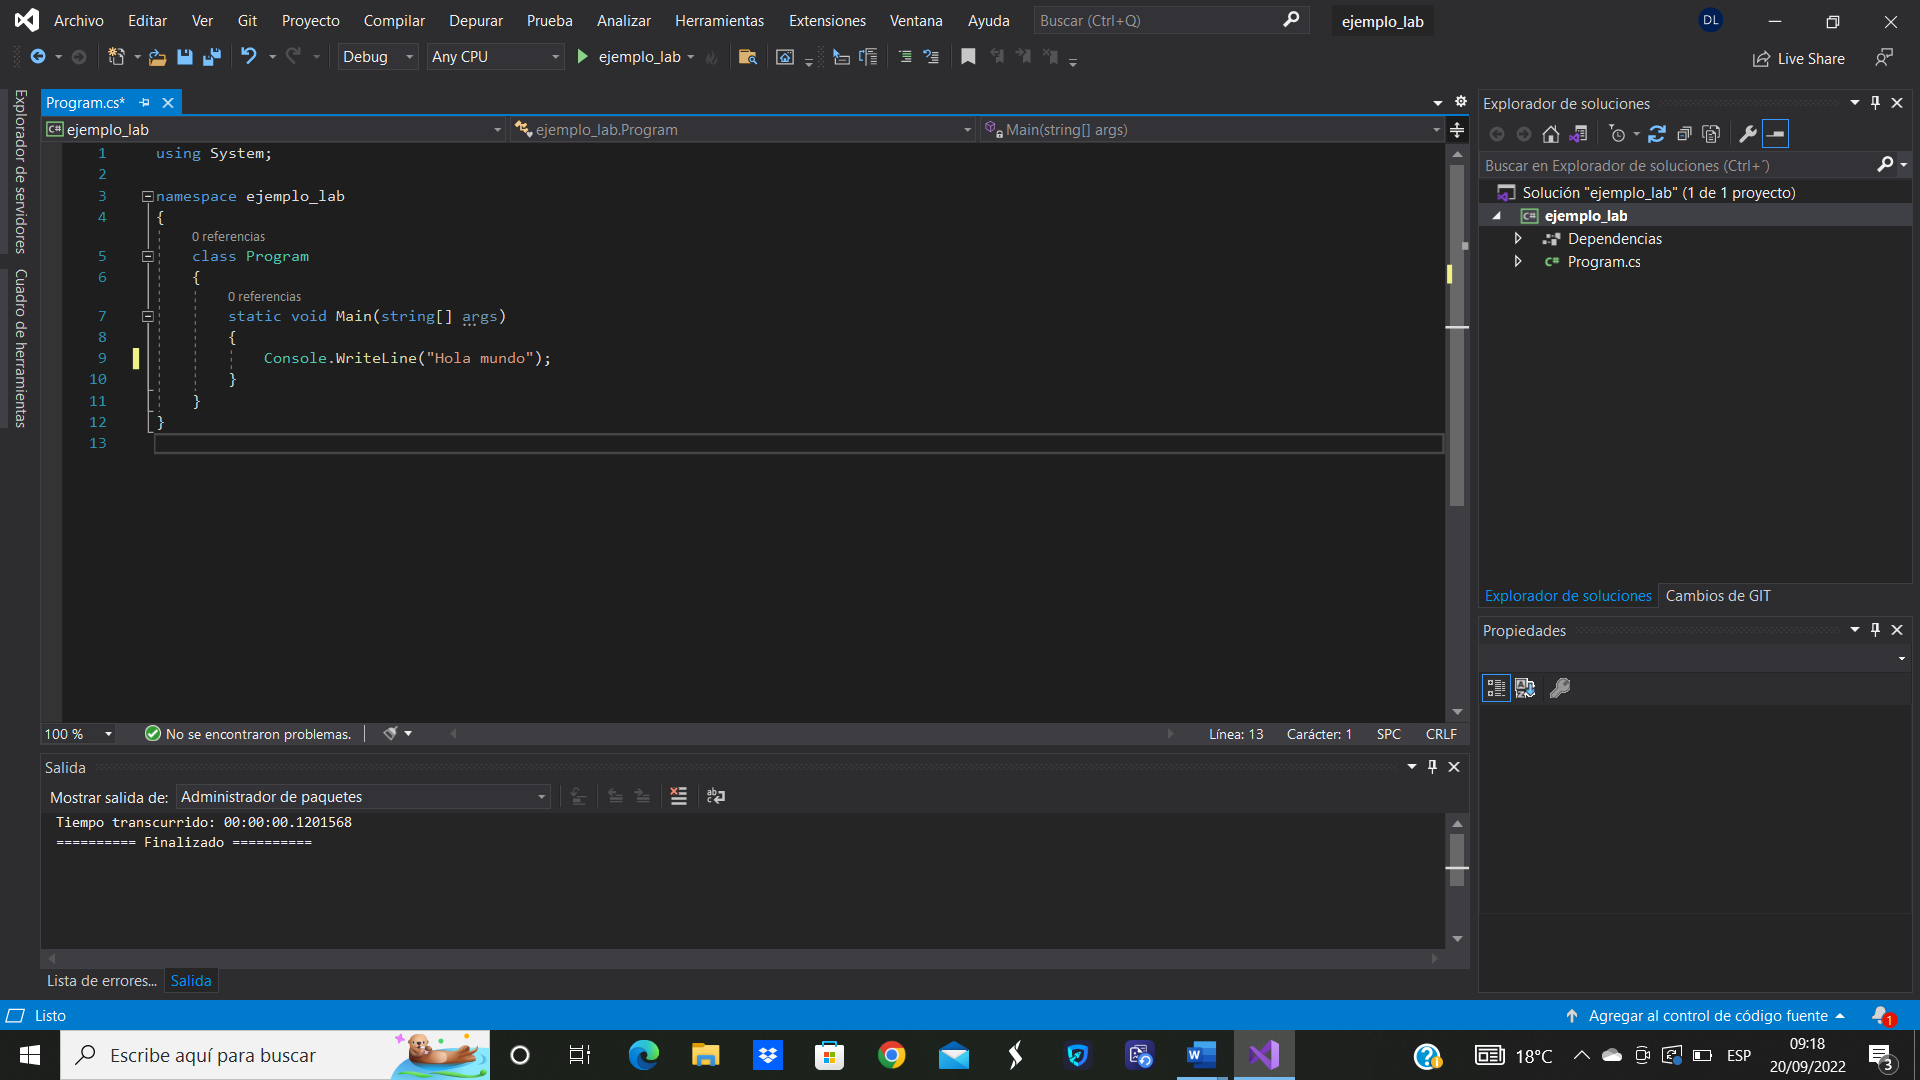 Archivo Editar Ver Git Proyecto Compilar Depurar Prueba Analizar Herramientas Extensiones Ventana Ayuda Buscar (Ctrl+Q) ejemplo_lab DL
Debug Any CPU ejemplo_lab Live Share
Explorador de servidores
Cuadro de herramientas
Program.cs*
C# ejemplo_lab ejemplo_lab.Program Main(string[] args)
1 using System;
2
3 namespace ejemplo_lab
4 {
0 referencias
5 class Program
6 {
0 referencias
7 static void Main(string[] args)
8 {
9 Console.WriteLine("Hola mundo");
10 }
11 }
12 }
13
100 % No se encontraron problemas. Línea: 13 Carácter: 1 SPC CRLF
Salida
Mostrar salida de: Administrador de paquetes
Tiempo transcurrido: 00:00:00.1201568
========== Finalizado ==========
Lista de errores... Salida
Explorador de soluciones
Buscar en Explorador de soluciones (Ctrl+´)
Solución "ejemplo_lab" (1 de 1 proyecto)
C# ejemplo_lab
Dependencias
C# Program.cs
Explorador de soluciones Cambios de GIT
Propiedades
Listo Agregar al control de código fuente 1
Escribe aquí para buscar 18°C ESP 09:18
20/09/2022 3